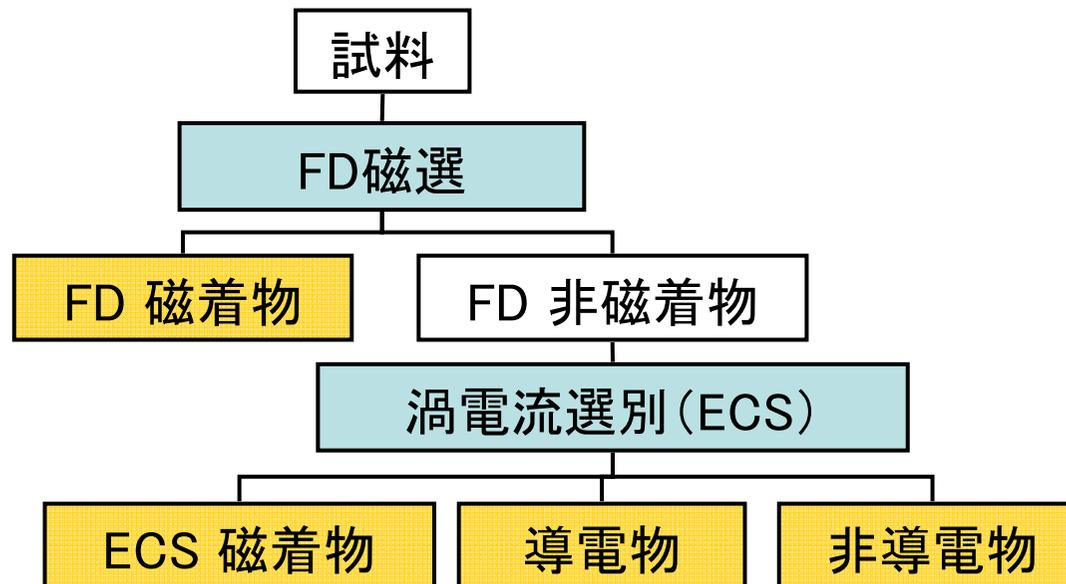 試料
FD磁選
FD 磁着物
FD 非磁着物
渦電流選別（ECS）
ECS 磁着物
導電物
非導電物